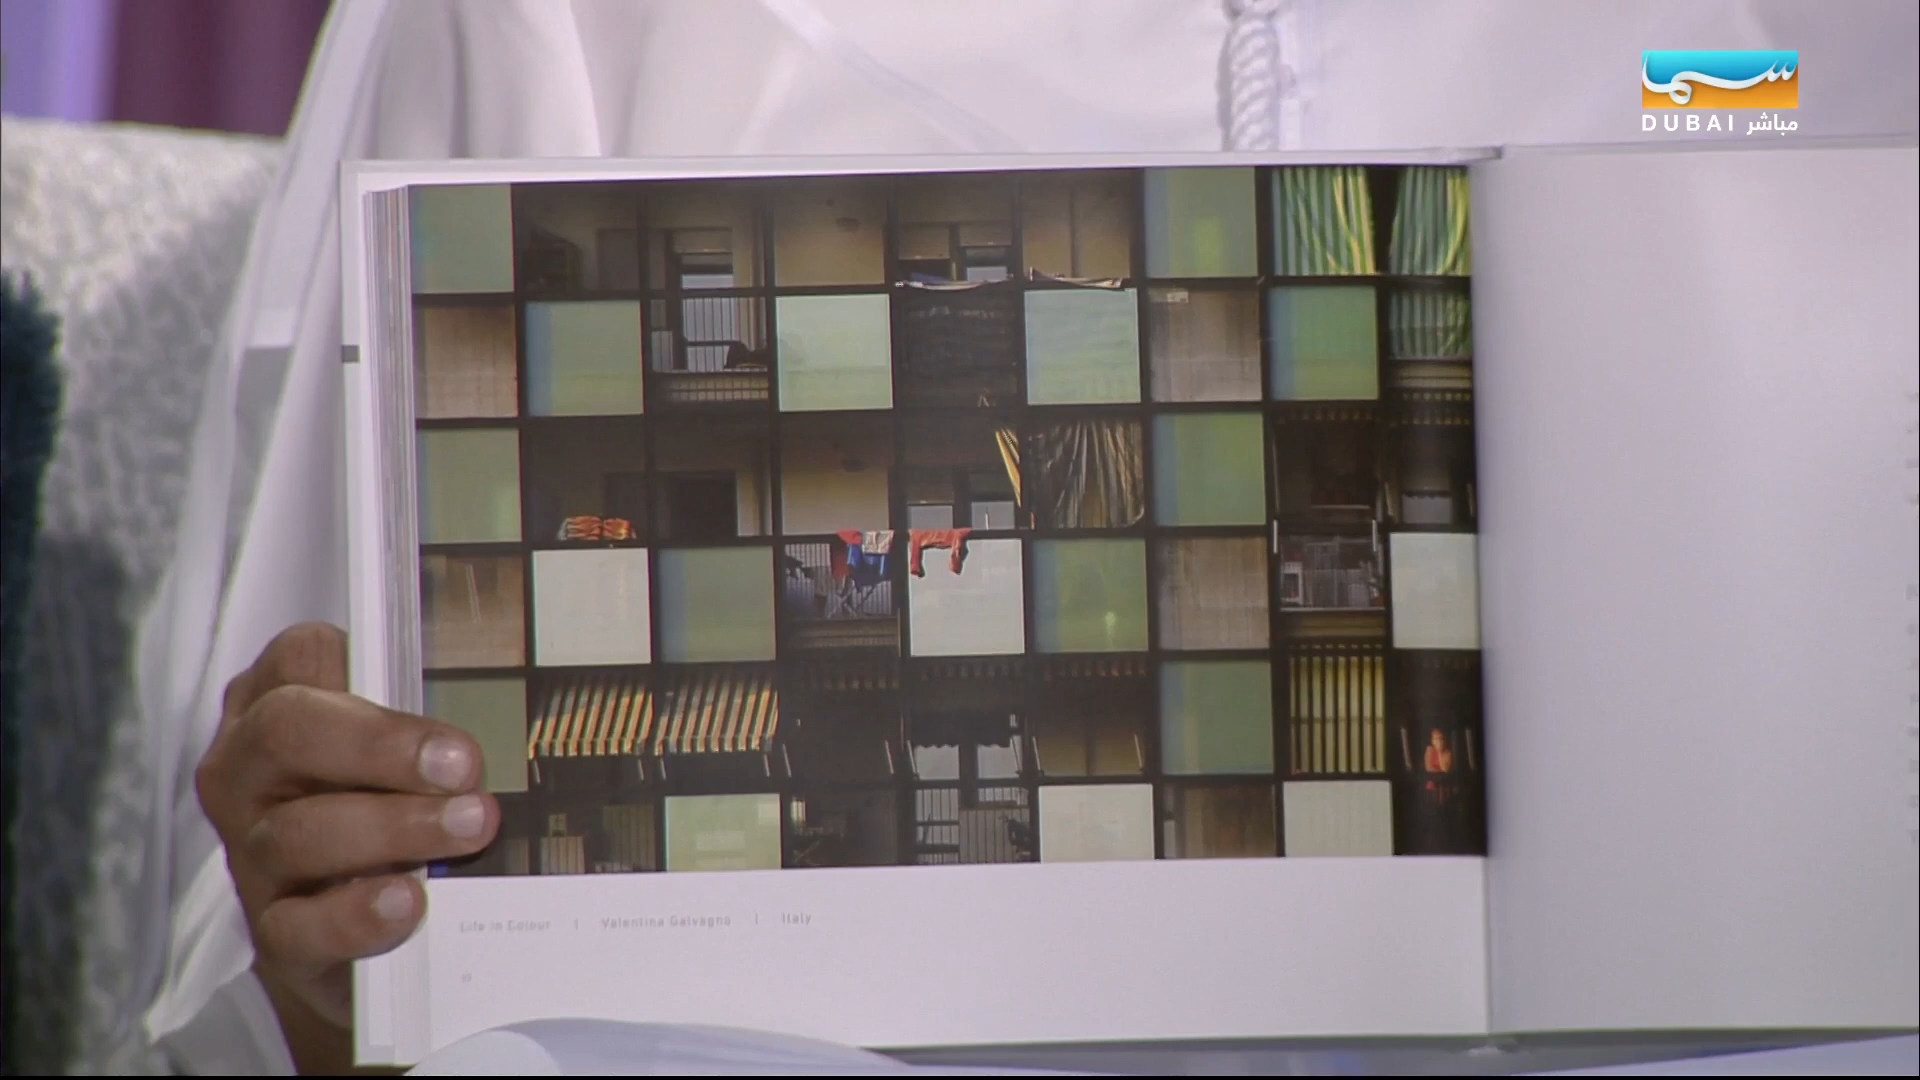 سما
DUBAI مباشر
Life in Colour | Valentina Galvagno | Italy